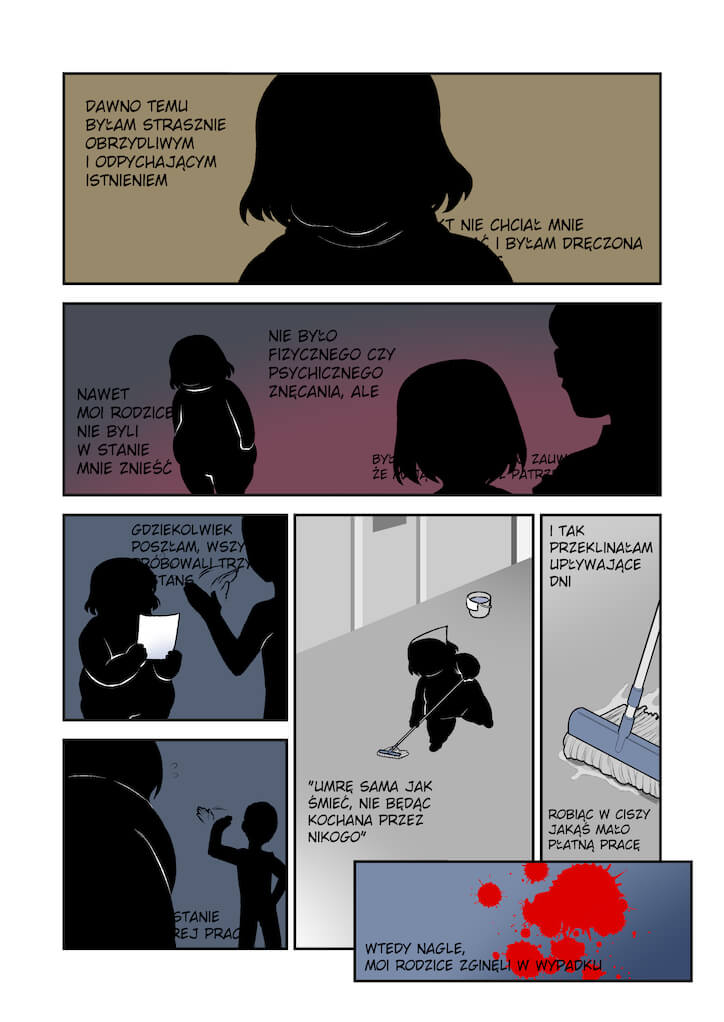 DAWNO TEMU
BYŁAM STRASZNIE
OBRZYDLIWYM
I ODPYCHAJĄCYM
ISTNIENIEM
NIE CHCIAŁ MNIE
I BYŁAM DRĘCZONA
NIE BYŁO
FIZYCZNEGO CZY
PSYCHICZNEGO
ZNĘCANIA, ALE
NAWET
MOI RODZICE
NIE BYLI
W STANIE
MNIE ZNIEŚĆ
ŻE
GDZIEKOLWIEK
POSZŁAM,
PRÓBOWALI
STANIE
"UMRĘ SAMA JAK
ŚMIEĆ, NIE BĘDĄC
KOCHANA PRZEZ
NIKOGO"
I TAK
PRZEKLINAŁAM
UPŁYWAJĄCE
DNI
ROBIĄC W CISZY
JAKĄŚ MAŁO
PŁATNĄ PRACĘ
WTEDY NAGLE,
MOI RODZICE ZGINĘLI W WYPADKU